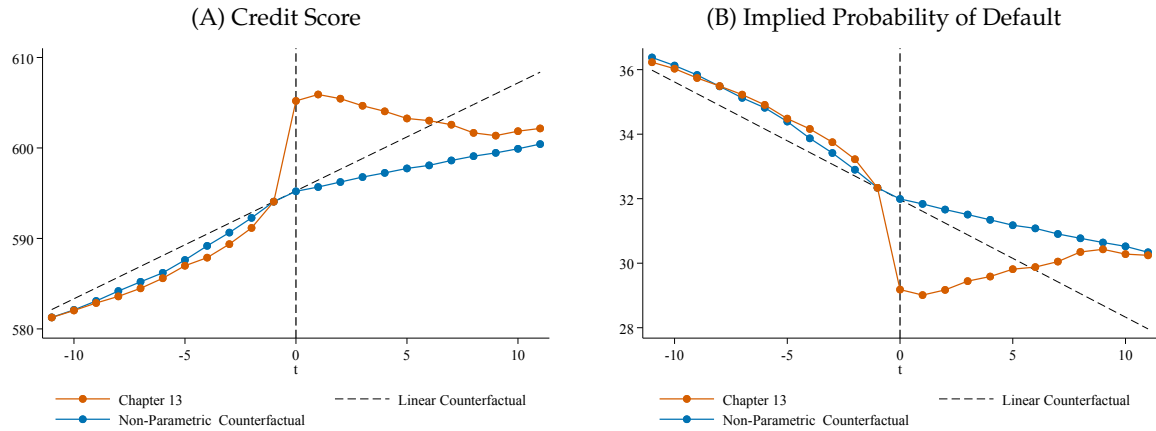 (A) Credit Score
610
600
590
580
-10
-5
0
5
10
t
Chapter 13
Linear Counterfactual
Non-Parametric Counterfactual
(B) Implied Probability of Default
36
34
32
30
28
-10
-5
0
5
10
t
Chapter 13
Linear Counterfactual
Non-Parametric Counterfactual